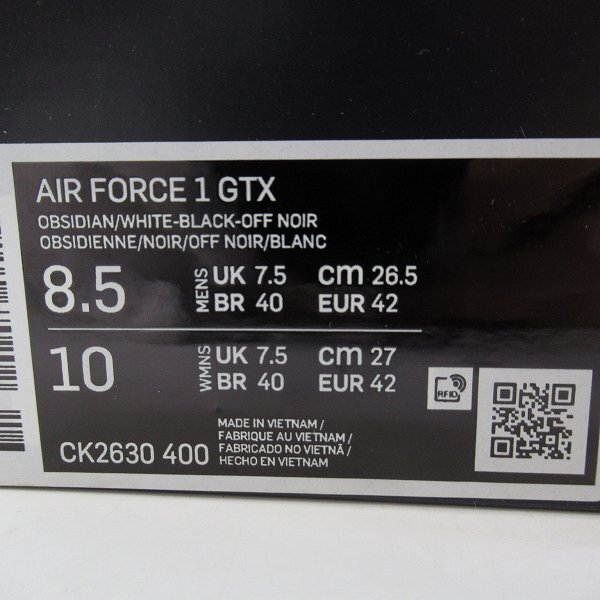 AIR FORCE 1 GTX
OBSIDIAN/WHITE-BLACK-OFF NOIR
OBSIDIENNE/NOIR/OFF NOIR/BLANC
8.5 MENS UK 7.5 cm 26.5
BR 40 EUR 42
10 WMNS UK 7.5 cm 27
BR 40 EUR 42
RFID
MADE IN VIETNAM /
FABRIQUE AU VIETNAM /
FABRICADO NO VIETNÃ /
HECHO EN VIETNAM
CK2630 400